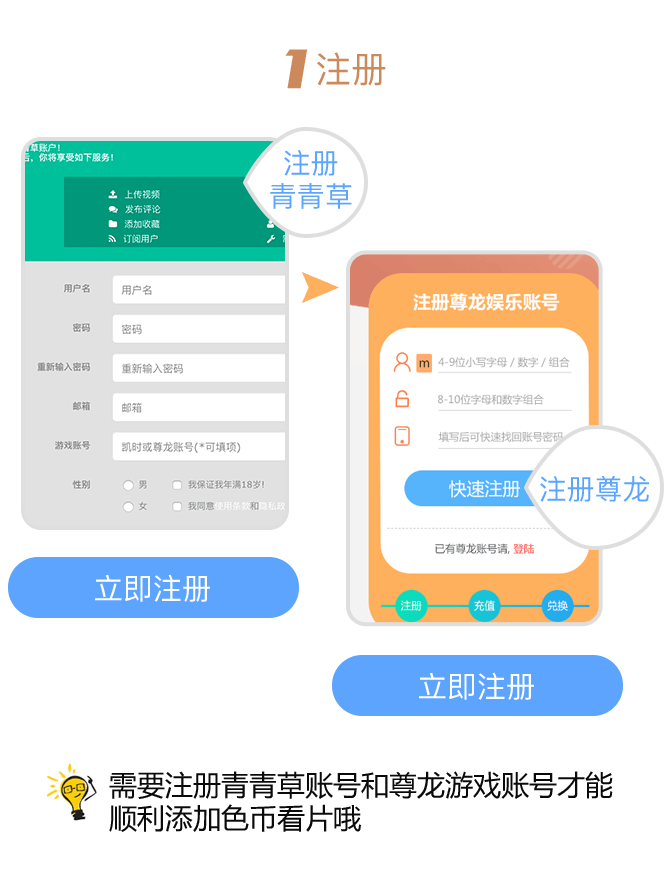 1 注册
青草账户!
后，你将享受如下服务!
上传视频
发布评论
添加收藏
订阅用户
注册
青青草
用户名
用户名
密码
密码
重新输入密码
重新输入密码
邮箱
邮箱
游戏账号
凯时或尊龙账号(*可填项)
性别
男
我保证我年满18岁!
女
我同意使用条款和隐私政
立即注册
注册尊龙娱乐账号
m 4-9位小写字母 / 数字 / 组合
8-10位字母和数字组合
填写后可快速找回账号密码
快速注册
注册尊龙
已有尊龙账号请, 登陆
注册 充值 兑换
立即注册
需要注册青青草账号和尊龙游戏账号才能
顺利添加色币看片哦